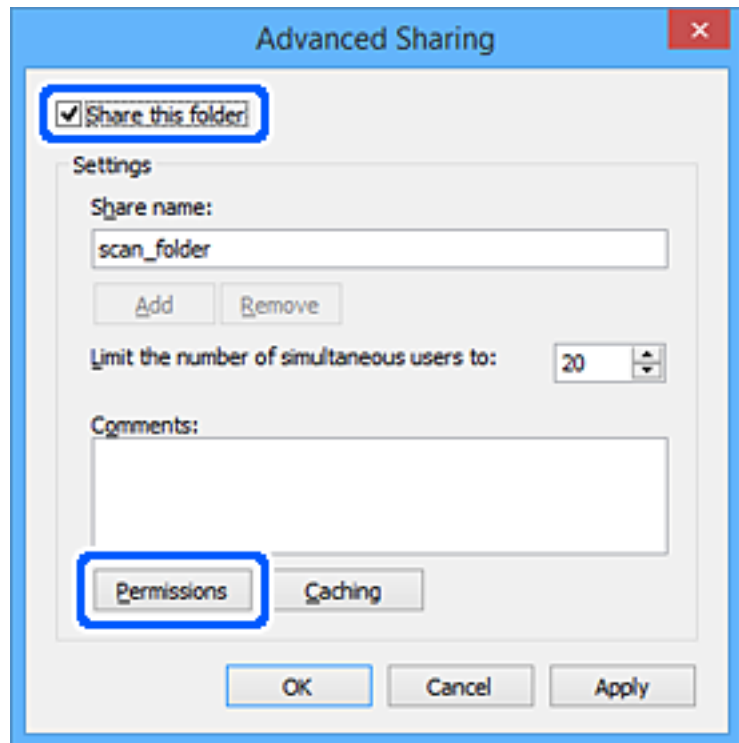 Advanced Sharing
Share this folder
Settings
Share name:
scan_folder
Add Remove
Limit the number of simultaneous users to: 20
Comments:
Permissions Caching
OK Cancel Apply